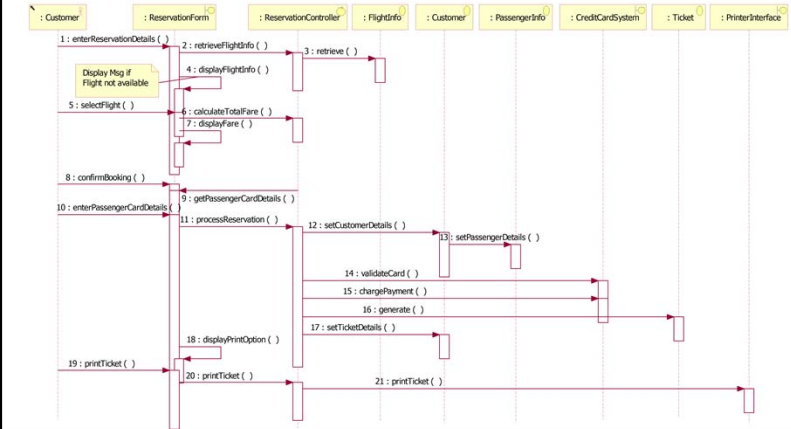 : Customer
: ReservationForm
: ReservationController
: FlightInfo
: Customer
: PassengerInfo
: CreditCardSystem
: Ticket
: PrinterInterface
1 : enterReservationDetails ( )
2 : retrieveFlightInfo ( )
3 : retrieve ( )
4 : displayFlightInfo ( )
Display Msg if
Flight not available
5 : selectFlight ( )
6 : calculateTotalFare ( )
7 : displayFare ( )
8 : confirmBooking ( )
9 : getPassengerCardDetails ( )
10 : enterPassengerCardDetails ( )
11 : processReservation ( )
12 : setCustomerDetails ( )
13 : setPassengerDetails ( )
14 : validateCard ( )
15 : chargePayment ( )
16 : generate ( )
17 : setTicketDetails ( )
18 : displayPrintOption ( )
19 : printTicket ( )
20 : printTicket ( )
21 : printTicket ( )